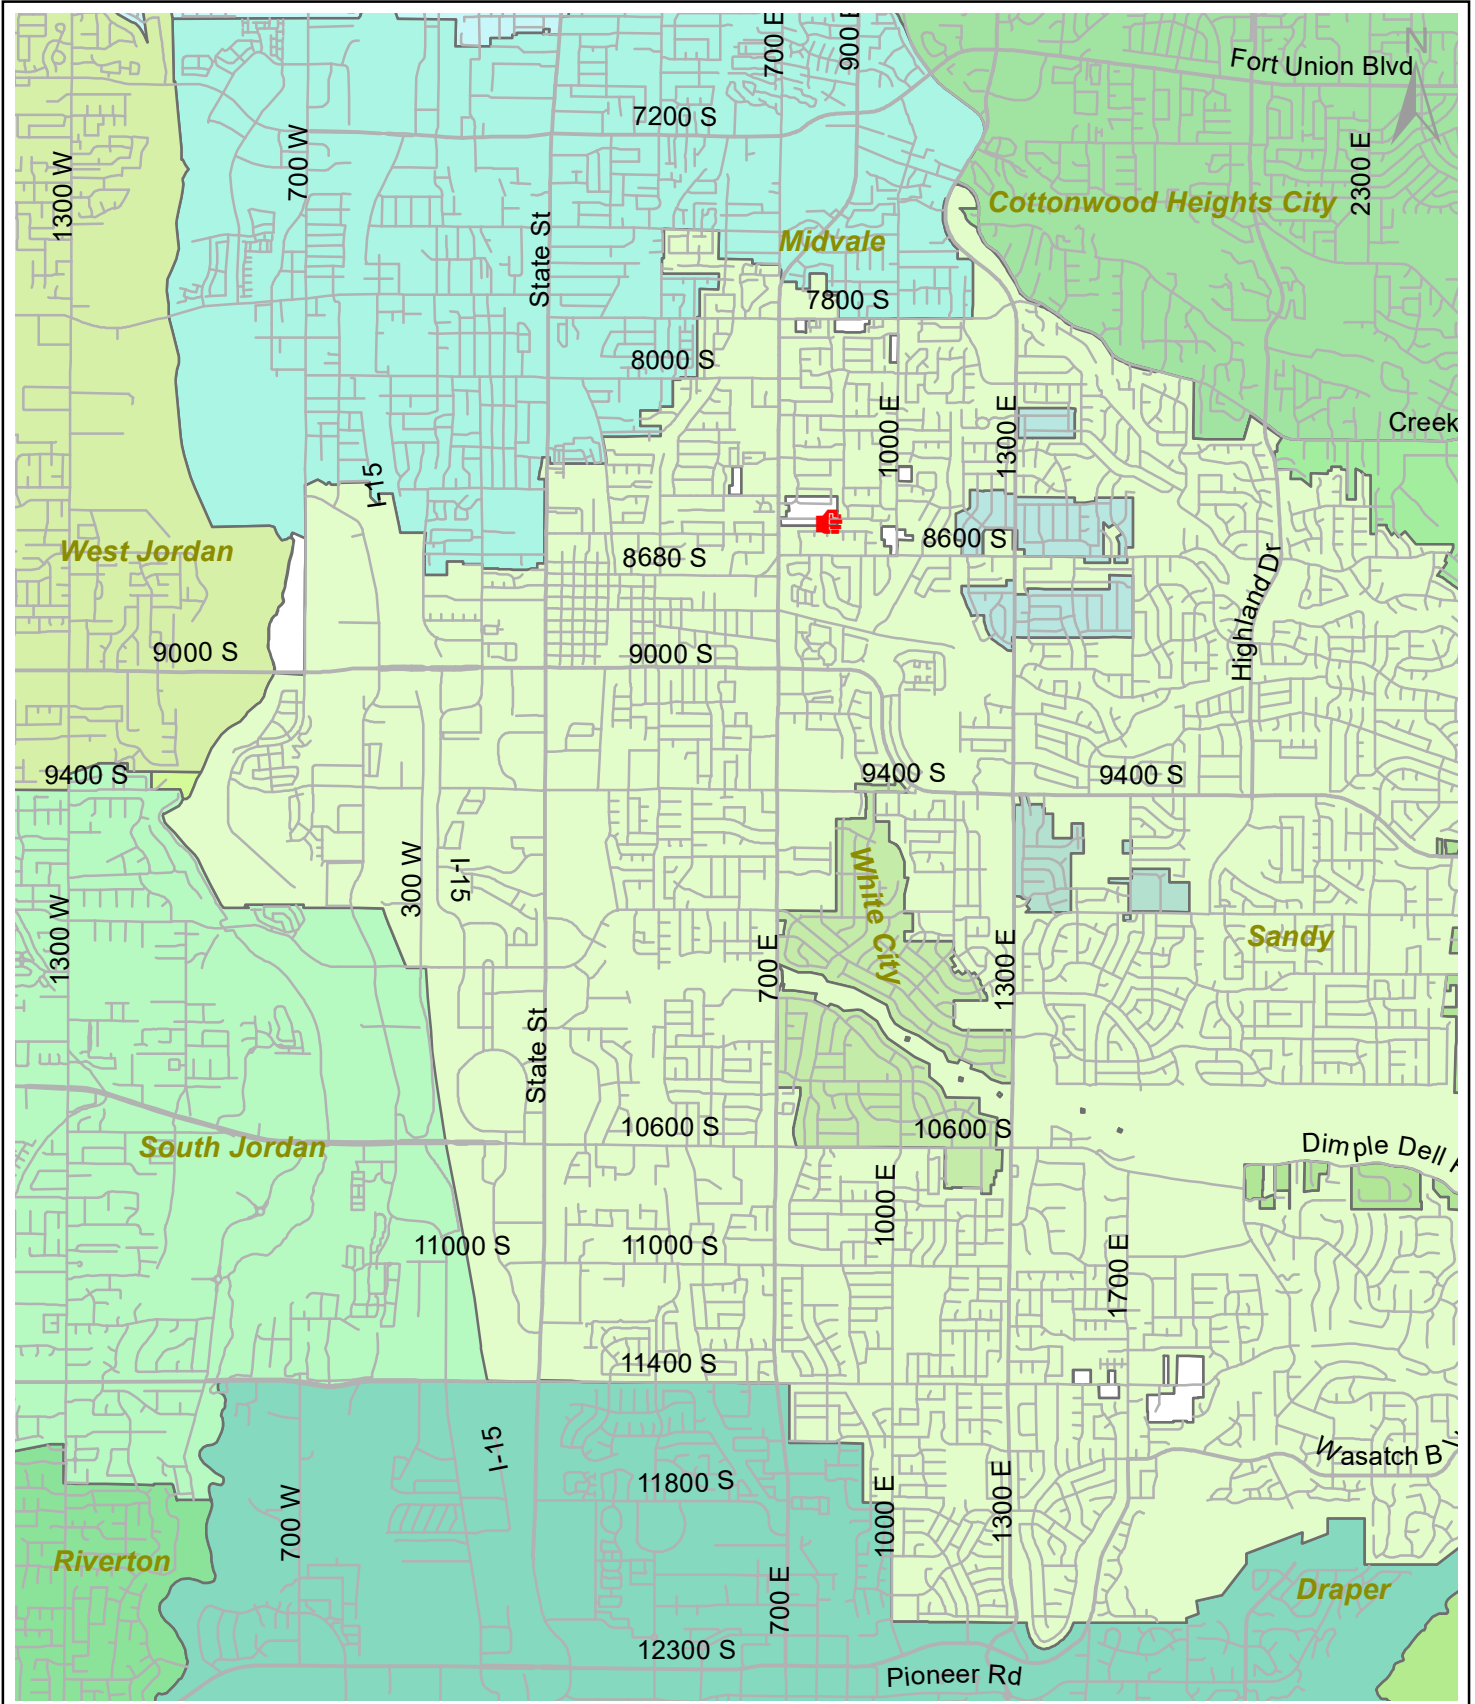 700 E
900 E
N
Fort Union Blvd
7200 S
1300 W
700 W
2300 E
Cottonwood Heights City
State St
Midvale
7800 S
8000 S
1000 E
1300 E
Creek
I-15
West Jordan
8680 S
8600 S
Highland Dr
9000 S
9000 S
9400 S
9400 S
9400 S
300 W
I-15
White City
1300 W
700 E
1300 E
Sandy
State St
South Jordan
10600 S
10600 S
Dimple Dell
1000 E
11000 S
11000 S
1700 E
11400 S
I-15
Wasatch B
11800 S
700 W
1000 E
1300 E
Riverton
700 E
Draper
12300 S
Pioneer Rd